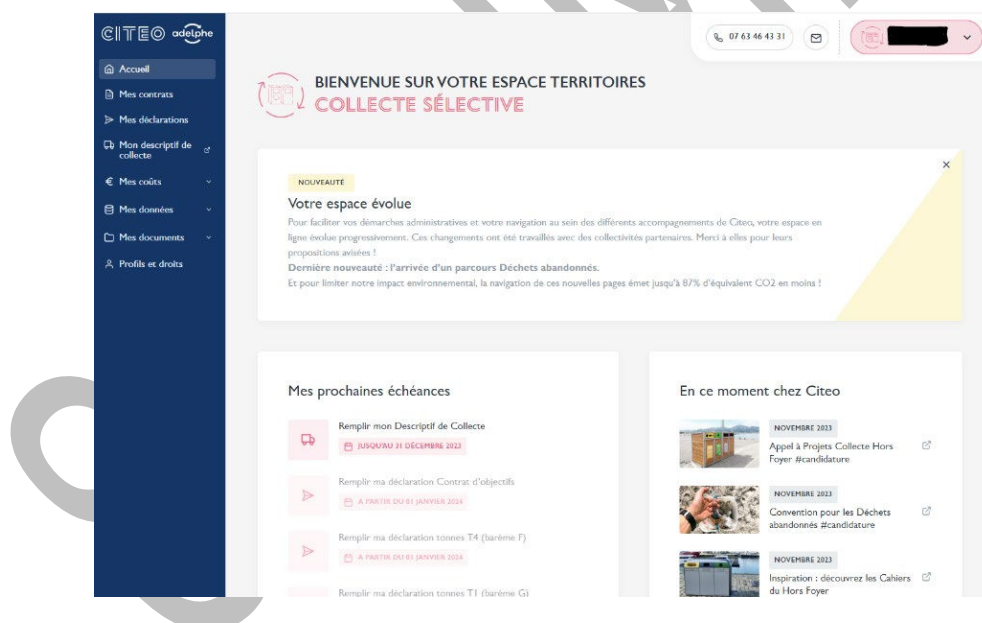 CITEO adelphe
Accueil
Mes contrats
Mes déclarations
Mon descriptif de
collecte
€ Mes coûts
Mes données
Mes documents
Profils et droits
07 63 46 43 31
BIENVENUE SUR VOTRE ESPACE TERRITOIRES
COLLECTE SÉLECTIVE
NOUVEAUTÉ
Votre espace évolue
Pour faciliter vos démarches administratives et votre navigation au sein des différents accompagnements de Citeo, votre espace en
ligne évolue progressivement. Ces changements ont été travaillés avec des collectivités partenaires. Merci à elles pour leurs
propositions avisées !
Dernière nouveauté : l'arrivée d'un parcours Déchets abandonnés.
Et pour limiter notre impact environnemental, la navigation de ces nouvelles pages émet jusqu'à 87% d'équivalent CO2 en moins !
Mes prochaines échéances
Remplir mon Descriptif de Collecte
JUSQU'AU 31 DÉCEMBRE 2023
Remplir ma déclaration Contrat d'objectifs
A PARTIR DU 01 JANVIER 2024
Remplir ma déclaration tonnes T4 (barème F)
A PARTIR DU 01 JANVIER 2024
Remplir ma déclaration tonnes T1 (barème G)
En ce moment chez Citeo
NOVEMBRE 2023
Appel à Projets Collecte Hors
Foyer #candidature
NOVEMBRE 2023
Convention pour les Déchets
abandonnés #candidature
NOVEMBRE 2023
Inspiration : découvrez les Cahiers
du Hors Foyer